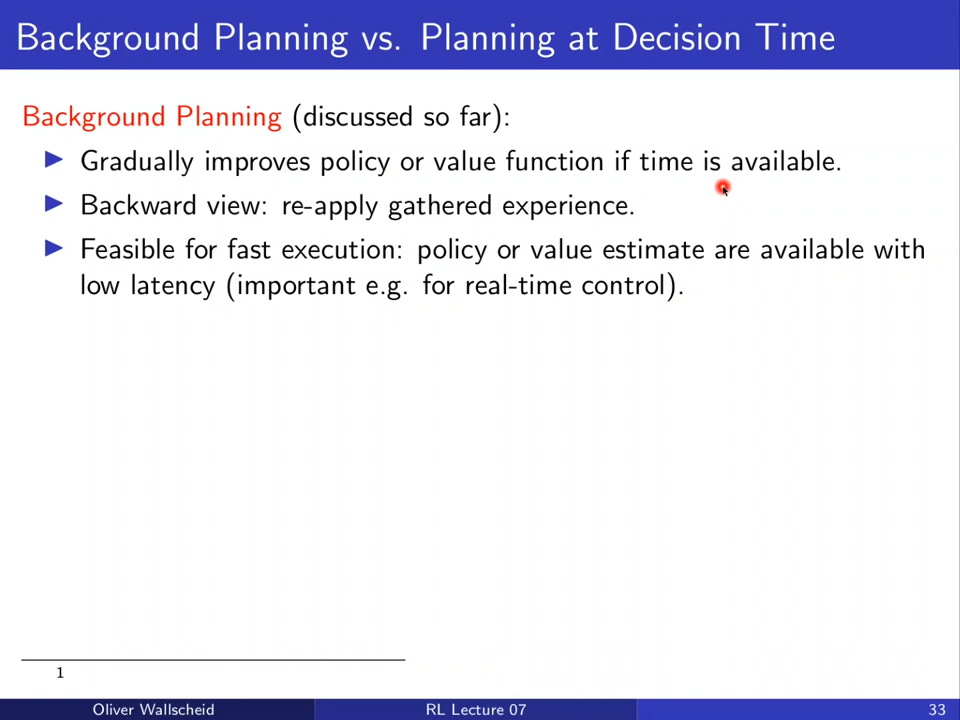 Background Planning vs. Planning at Decision Time
Background Planning (discussed so far):
Gradually improves policy or value function if time is available.
Backward view: re-apply gathered experience.
Feasible for fast execution: policy or value estimate are available with
low latency (important e.g. for real-time control).
1
Oliver Wallscheid RL Lecture 07 33